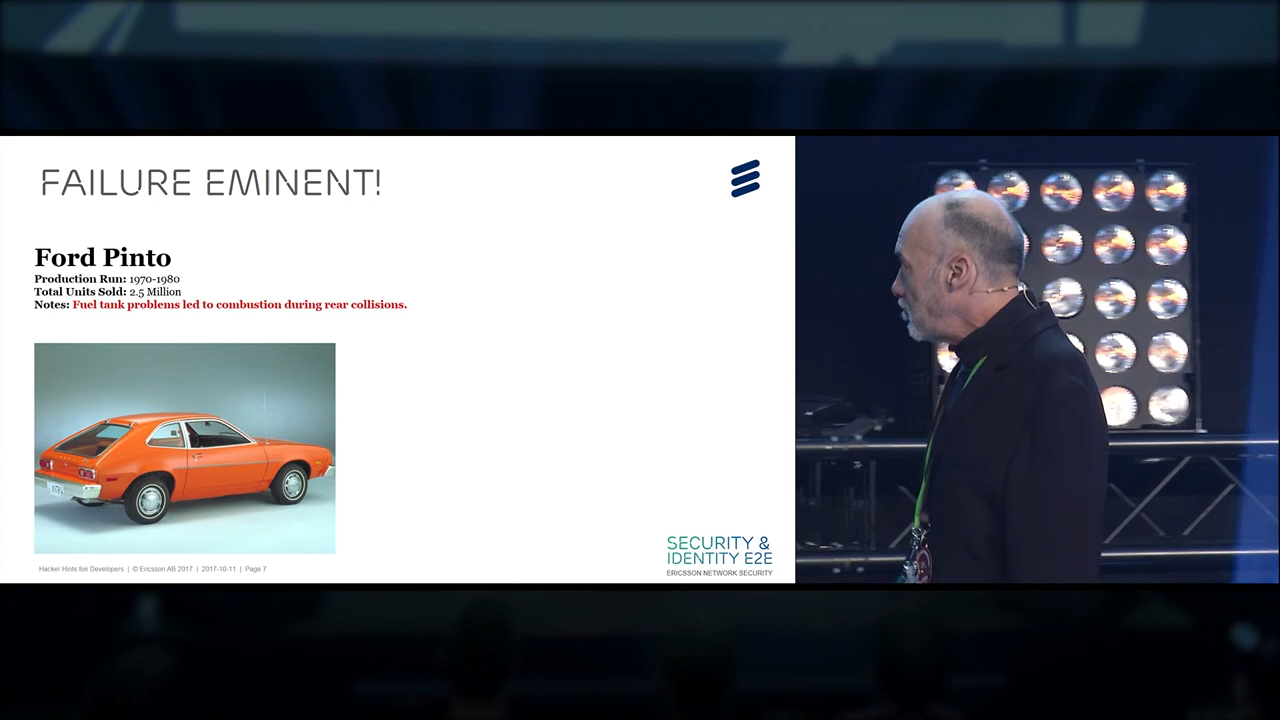 FAILURE EMINENT!
Ford Pinto
Production Run: 1970-1980
Total Units Sold: 2.5 Million
Notes: Fuel tank problems led to combustion during rear collisions.
Hacker Hints for Developers | © Ericsson AB 2017 | 2017-10-11 | Page 7
SECURITY &
IDENTITY E2E
ERICSSON NETWORK SECURITY